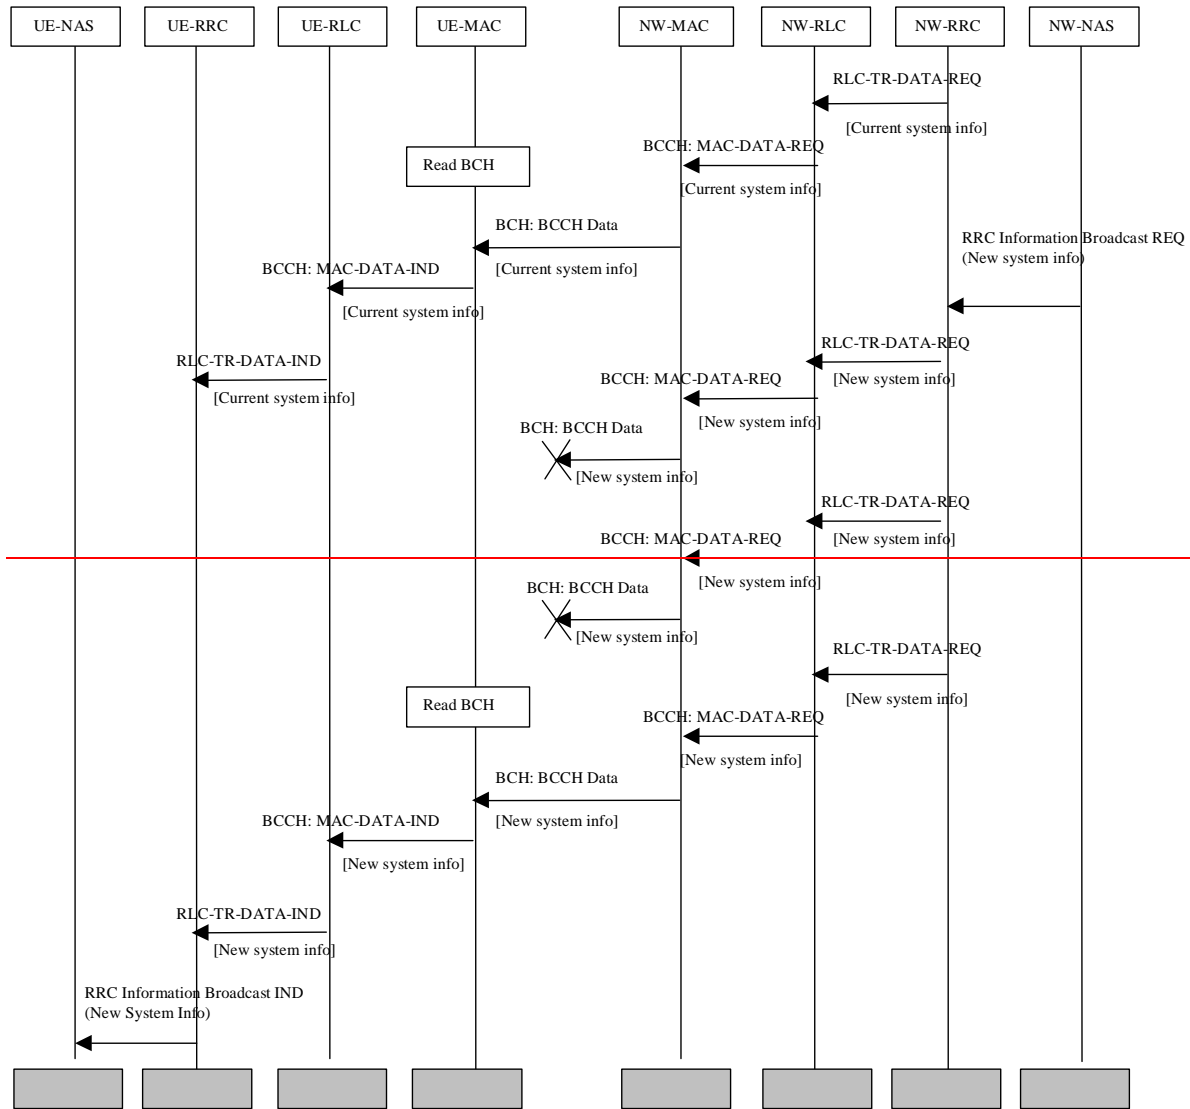 UE-NAS
UE-RRC
UE-RLC
UE-MAC
NW-MAC
NW-RLC
NW-RRC
NW-NAS
RLC-TR-DATA-REQ
[Current system info]
BCCH: MAC-DATA-REQ
Read BCH
[Current system info]
BCH: BCCH Data
RRC Information Broadcast REQ
(New system info)
BCCH: MAC-DATA-IND
[Current system info]
[Current system info]
RLC-TR-DATA-REQ
RLC-TR-DATA-IND
BCCH: MAC-DATA-REQ
[New system info]
[Current system info]
[New system info]
BCH: BCCH Data
[New system info]
RLC-TR-DATA-REQ
BCCH: MAC-DATA-REQ
[New system info]
[New system info]
BCH: BCCH Data
[New system info]
RLC-TR-DATA-REQ
[New system info]
Read BCH
BCCH: MAC-DATA-REQ
[New system info]
BCH: BCCH Data
BCCH: MAC-DATA-IND
[New system info]
[New system info]
RLC-TR-DATA-IND
[New system info]
RRC Information Broadcast IND
(New System Info)